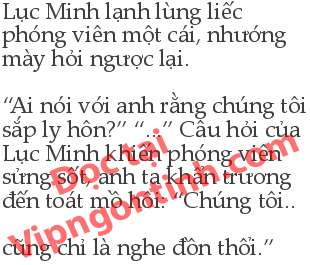 Lục Minh lạnh lùng liếc
phóng viên một cái, nhướng
mày hỏi ngược lại.
“Ai nói với anh rằng chúng tôi
sắp ly hôn?” “...” Câu hỏi của
Lục Minh khiến phóng viên
sửng sốt, anh ta khẩn trương
đến toát mồ hôi. “Chúng tôi..
cũng chỉ là nghe đồn thổi.”
Đọc tại
Vipngontinh.com